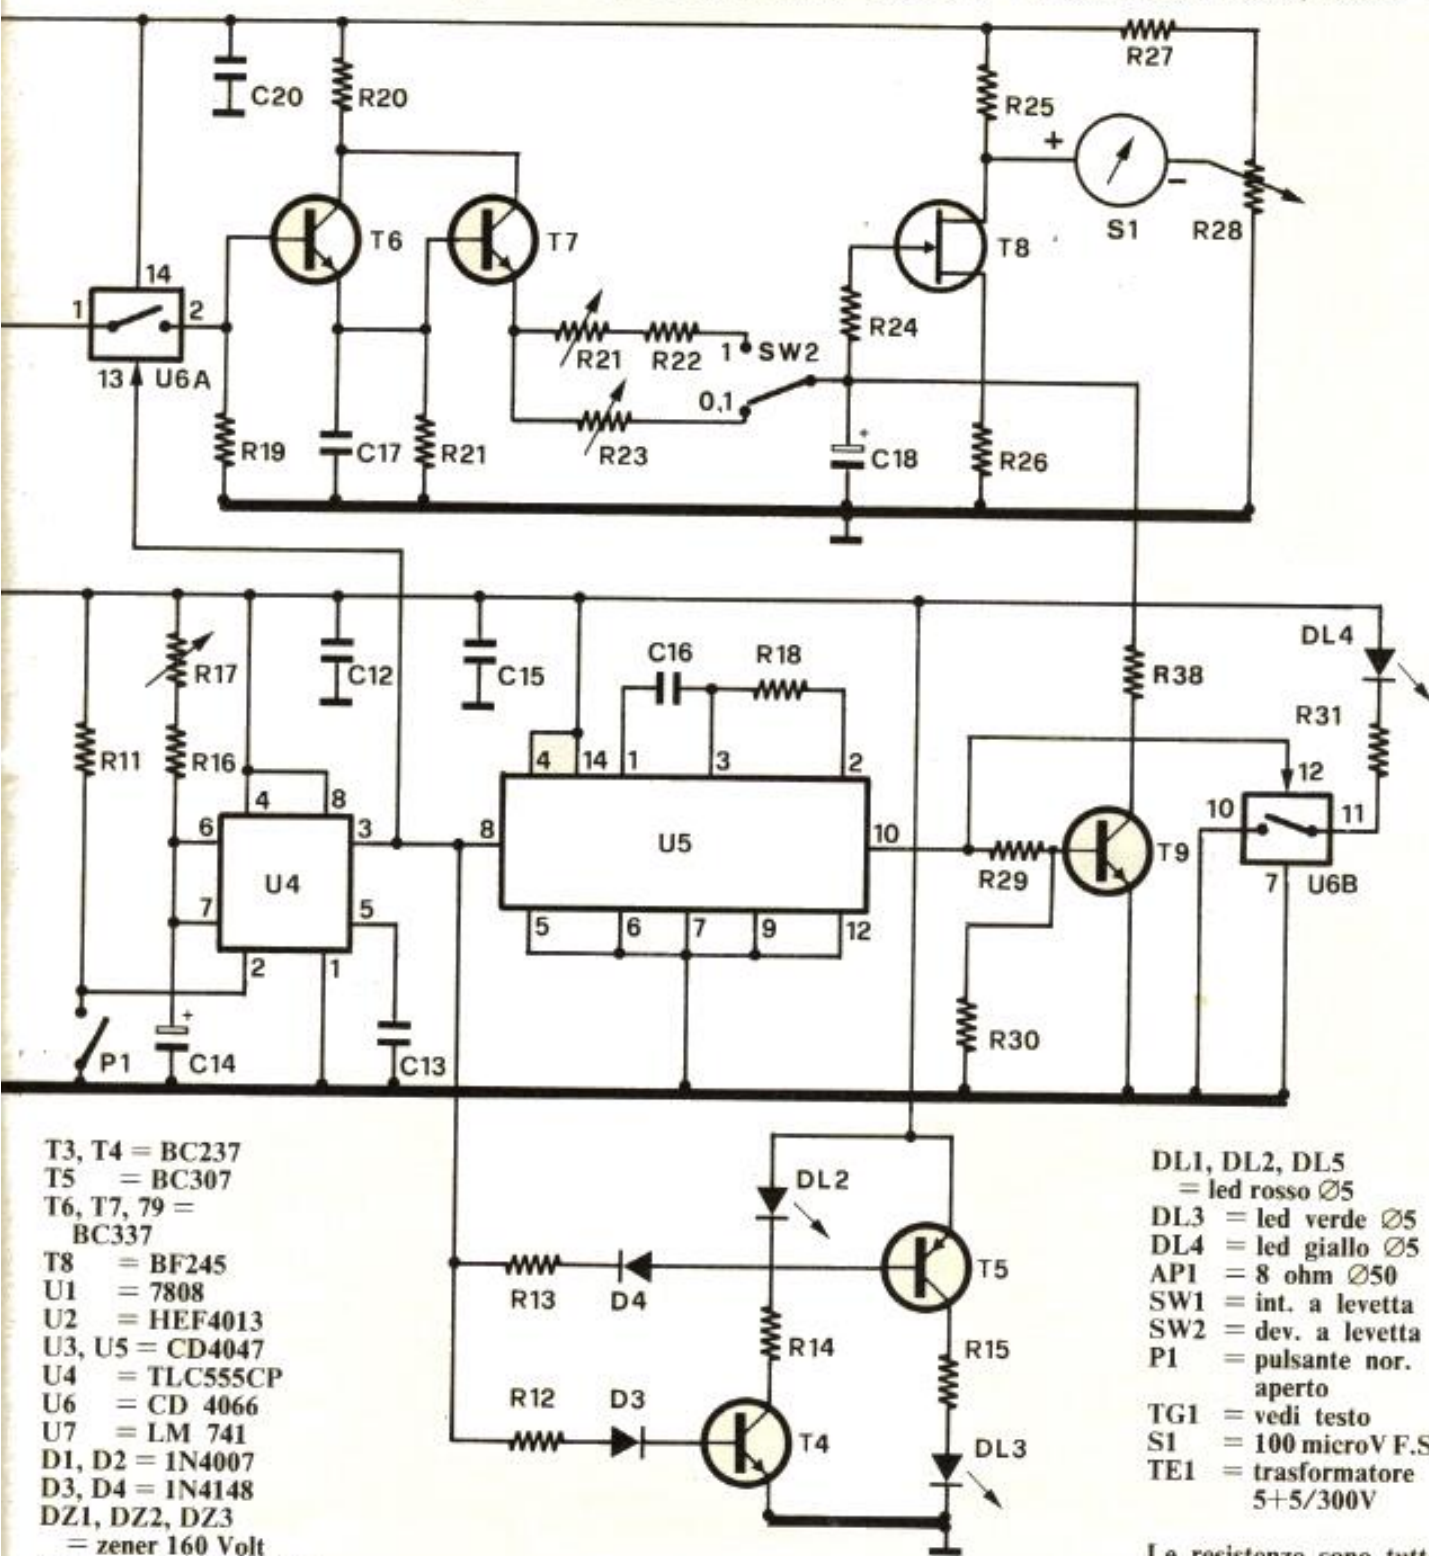 R27
C20
R20
R25
+
−
S1
R28
T6
T7
T8
14
1
2
13
U6A
R24
R21
R22
1
SW2
0,1
R19
C17
R21
R23
+
C18
R26
DL4
R17
C12
C15
C16
R18
R38
R31
R11
R16
4
14
1
3
2
12
4
8
6
3
8
U5
10
10
11
U4
R29
T9
U6B
7
7
5
5
6
7
9
12
2
1
+
P1
C14
C13
R30
DL2
T5
R13
D4
R14
R15
R12
D3
T4
DL3
T3, T4 = BC237
T5 = BC307
T6, T7, 79 =
BC337
T8 = BF245
U1 = 7808
U2 = HEF4013
U3, U5 = CD4047
U4 = TLC555CP
U6 = CD 4066
U7 = LM 741
D1, D2 = 1N4007
D3, D4 = 1N4148
DZ1, DZ2, DZ3
= zener 160 Volt
DL1, DL2, DL5
= led rosso ∅5
DL3 = led verde ∅5
DL4 = led giallo ∅5
AP1 = 8 ohm ∅50
SW1 = int. a levetta
SW2 = dev. a levetta
P1 = pulsante nor.
aperto
TG1 = vedi testo
S1 = 100 microV F.S
TE1 = trasformatore
5+5/300V